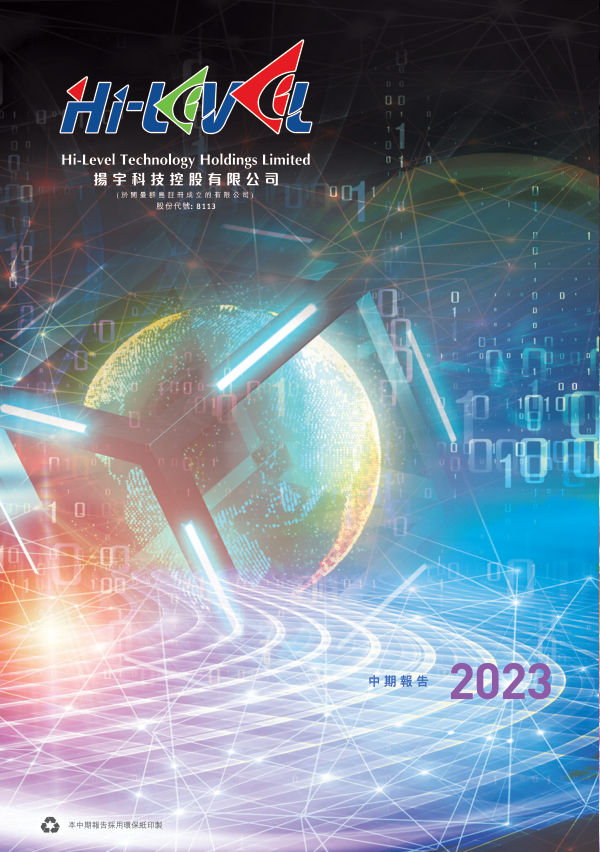 Hi-LEVEL
Hi-Level Technology Holdings Limited
揚宇科技控股有限公司
(於開曼群島註冊成立的有限公司)
股份代號: 8113
中期報告 2023
本中期報告採用環保紙印製